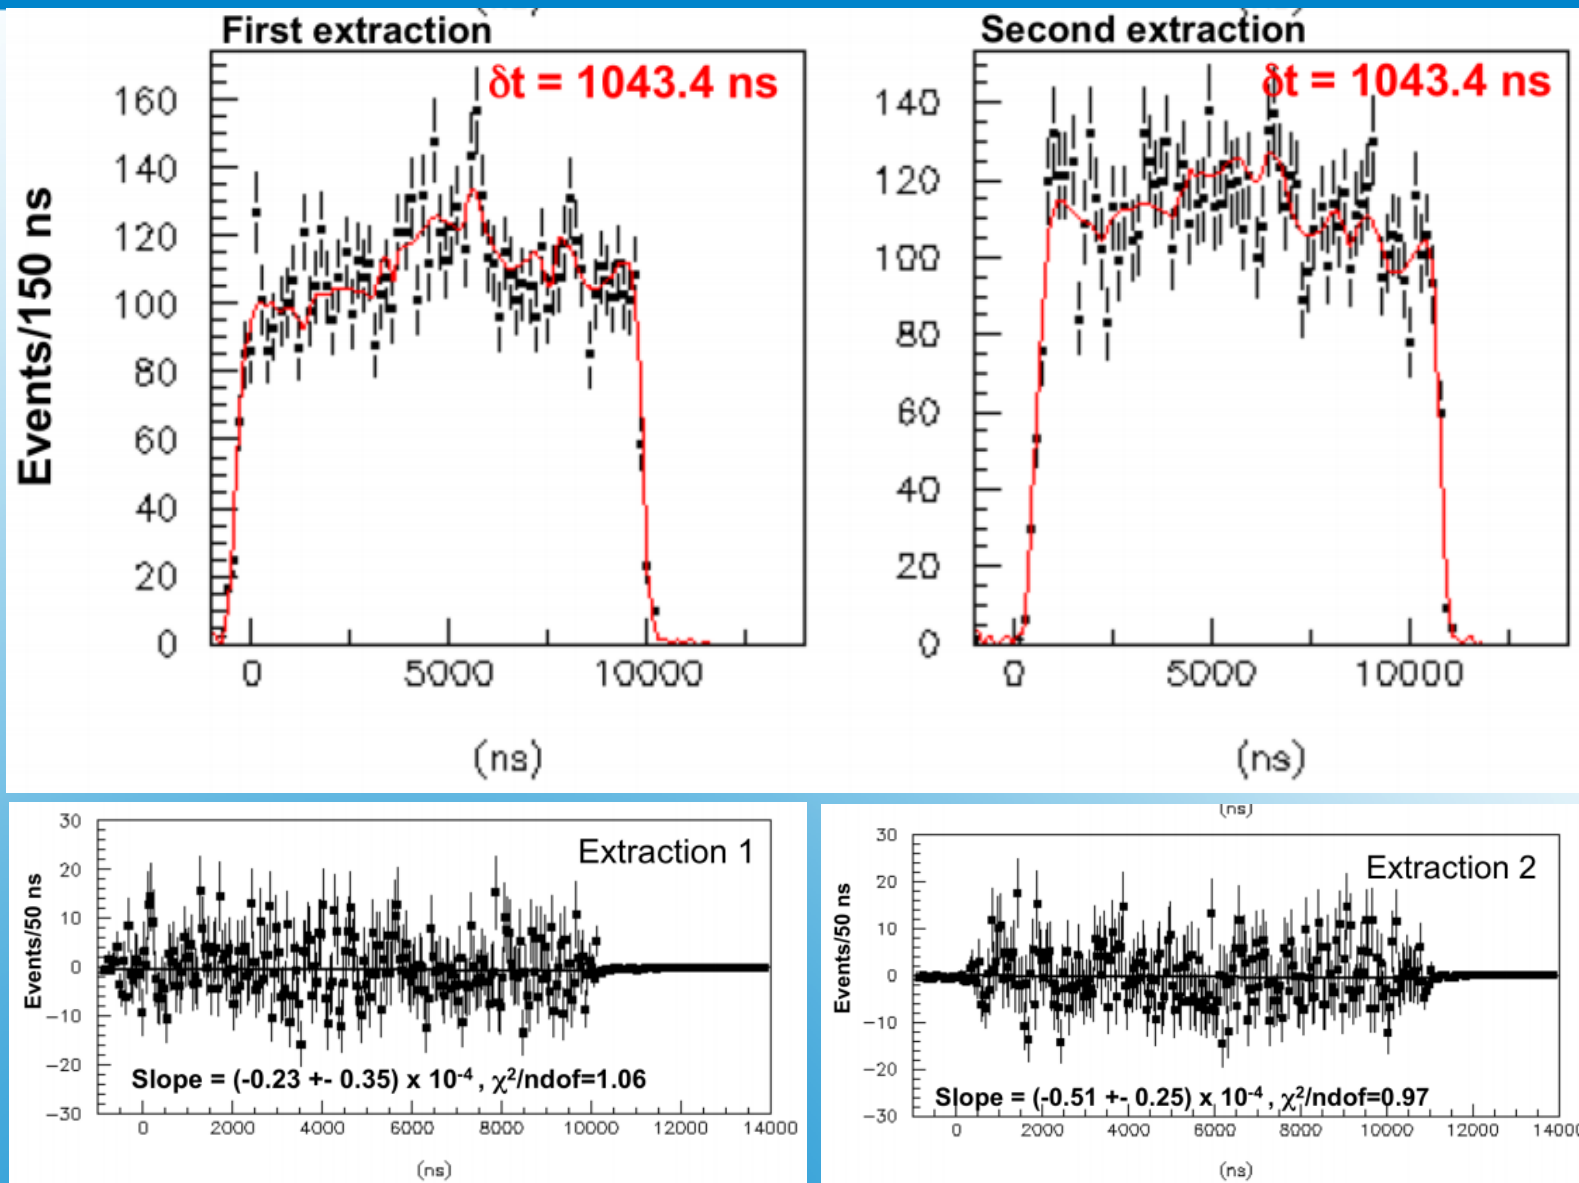 First extraction
δt = 1043.4 ns
Events/150 ns
160
140
120
100
80
60
40
20
0
0 5000 10000
(ns)
Second extraction
δt = 1043.4 ns
140
120
100
80
60
40
20
0
0 5000 10000
(ns)
Extraction 1
Events/50 ns
30
20
10
0
−10
−20
−30
Slope = (-0.23 +- 0.35) x 10-4 , χ2/ndof=1.06
0 2000 4000 6000 8000 10000 12000 14000
(ns)
(ns)
Extraction 2
Events/50 ns
30
20
10
0
−10
−20
−30
Slope = (-0.51 +- 0.25) x 10-4 , χ2/ndof=0.97
0 2000 4000 6000 8000 10000 12000 1400
(ns)